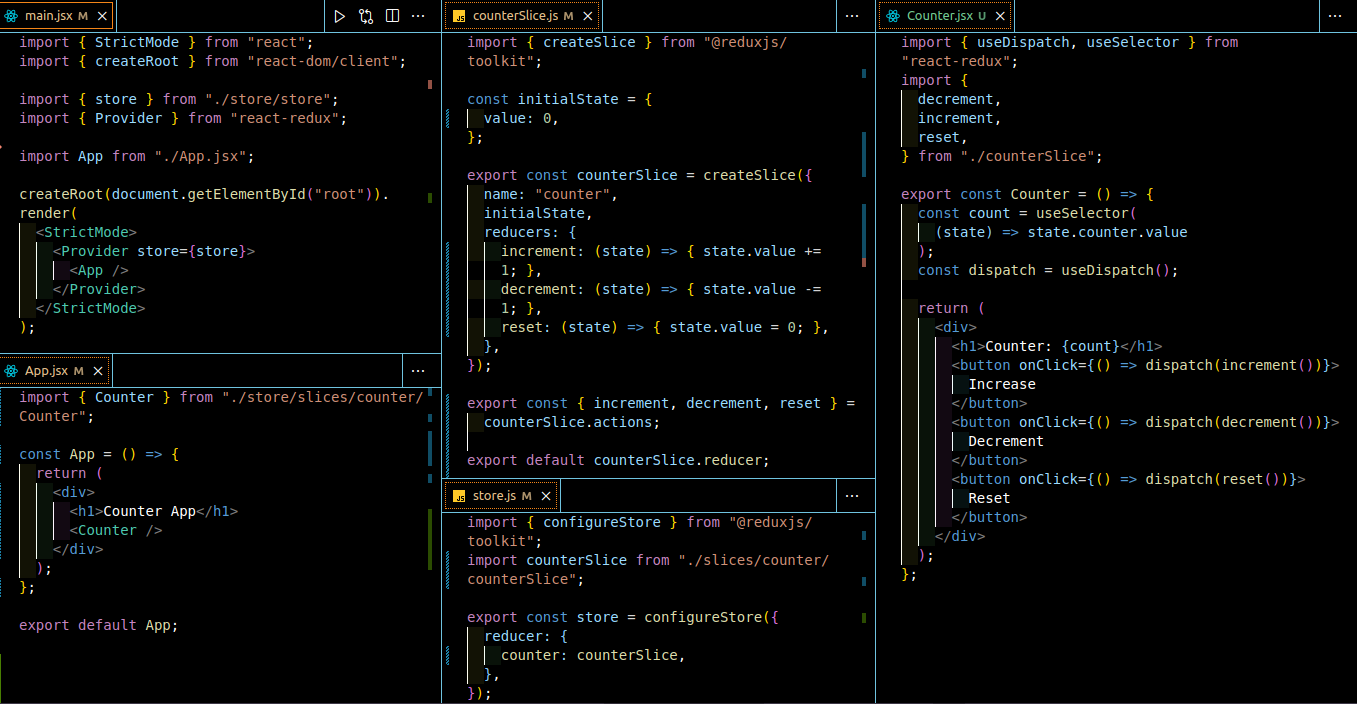 main.jsx M
import { StrictMode } from "react";
import { createRoot } from "react-dom/client";
import { store } from "./store/store";
import { Provider } from "react-redux";
import App from "./App.jsx";
createRoot(document.getElementById("root")).
render(
<StrictMode>
<Provider store={store}>
<App />
</Provider>
</StrictMode>
);
App.jsx M
import { Counter } from "./store/slices/counter/
Counter";
const App = () => {
return (
<div>
<h1>Counter App</h1>
<Counter />
</div>
);
};
export default App;
counterSlice.js M
import { createSlice } from "@reduxjs/
toolkit";
const initialState = {
value: 0,
};
export const counterSlice = createSlice({
name: "counter",
initialState,
reducers: {
increment: (state) => { state.value +=
1; },
decrement: (state) => { state.value -=
1; },
reset: (state) => { state.value = 0; },
},
});
export const { increment, decrement, reset } =
counterSlice.actions;
export default counterSlice.reducer;
store.js M
import { configureStore } from "@reduxjs/
toolkit";
import counterSlice from "./slices/counter/
counterSlice";
export const store = configureStore({
reducer: {
counter: counterSlice,
},
});
Counter.jsx U
import { useDispatch, useSelector } from
"react-redux";
import {
decrement,
increment,
reset,
} from "./counterSlice";
export const Counter = () => {
const count = useSelector(
(state) => state.counter.value
);
const dispatch = useDispatch();
return (
<div>
<h1>Counter: {count}</h1>
<button onClick={() => dispatch(increment())}>
Increase
</button>
<button onClick={() => dispatch(decrement())}>
Decrement
</button>
<button onClick={() => dispatch(reset())}>
Reset
</button>
</div>
);
};